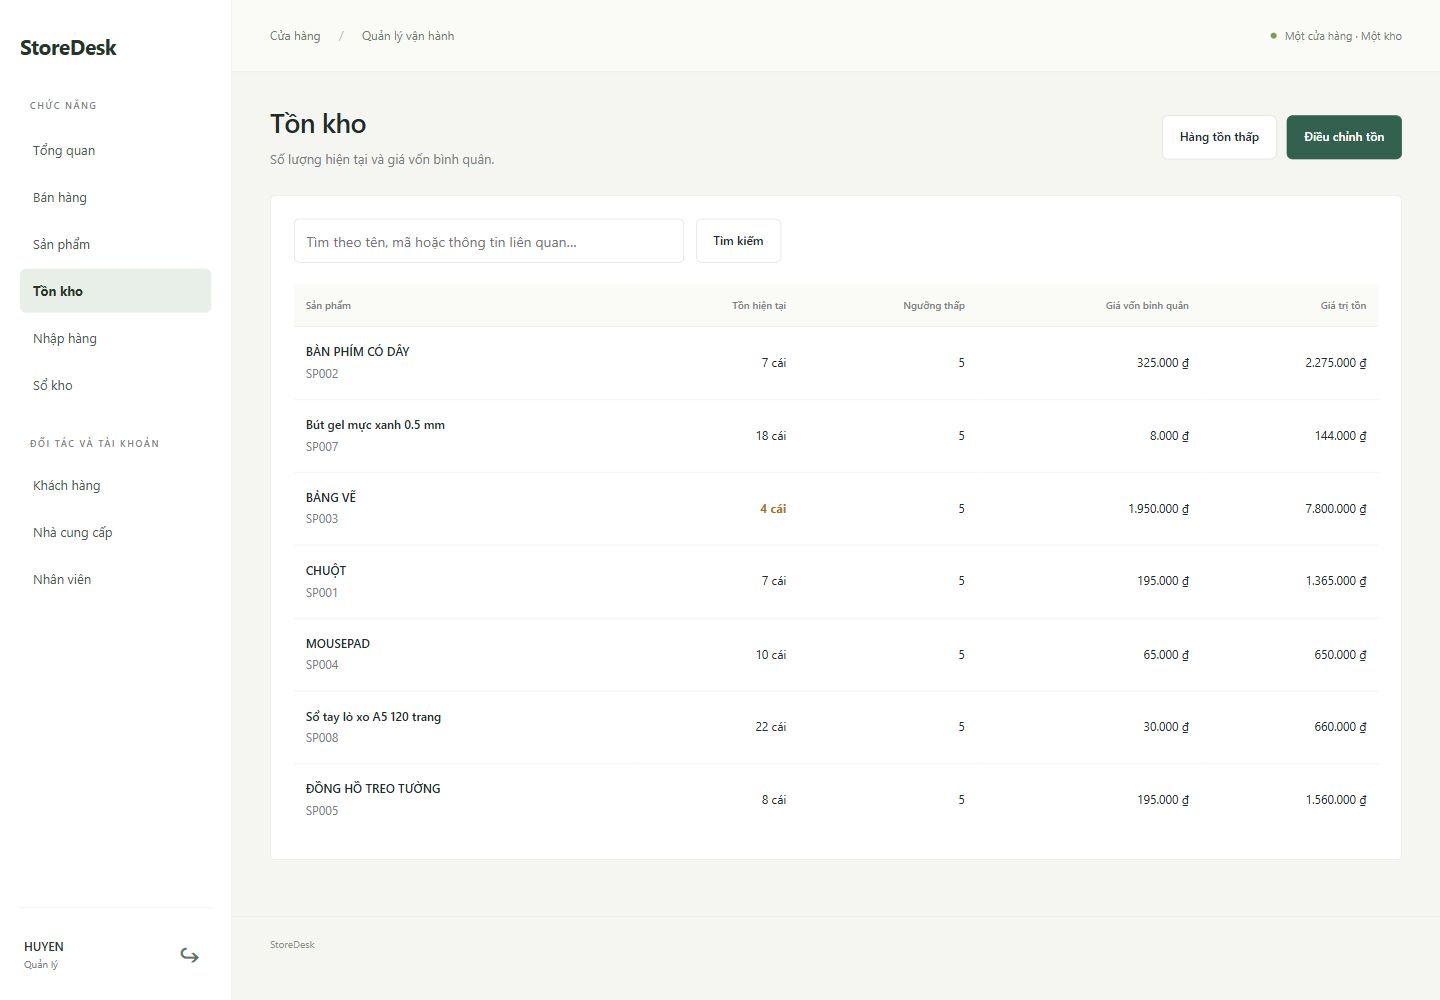 StoreDesk
CHỨC NĂNG
Tổng quan
Bán hàng
Sản phẩm
Tồn kho
Nhập hàng
Sổ kho
ĐỐI TÁC VÀ TÀI KHOẢN
Khách hàng
Nhà cung cấp
Nhân viên
HUYEN
Quản lý
Cửa hàng / Quản lý vận hành
Một cửa hàng · Một kho
Tồn kho
Số lượng hiện tại và giá vốn bình quân.
Hàng tồn thấp
Điều chỉnh tồn
Tìm theo tên, mã hoặc thông tin liên quan...
Tìm kiếm
Sản phẩm Tồn hiện tại Ngưỡng thấp Giá vốn bình quân Giá trị tồn
BÀN PHÍM CÓ DÂY
SP002
7 cái 5 325.000 ₫ 2.275.000 ₫
Bút gel mực xanh 0.5 mm
SP007
18 cái 5 8.000 ₫ 144.000 ₫
BẢNG VẼ
SP003
4 cái 5 1.950.000 ₫ 7.800.000 ₫
CHUỘT
SP001
7 cái 5 195.000 ₫ 1.365.000 ₫
MOUSEPAD
SP004
10 cái 5 65.000 ₫ 650.000 ₫
Sổ tay lò xo A5 120 trang
SP008
22 cái 5 30.000 ₫ 660.000 ₫
ĐỒNG HỒ TREO TƯỜNG
SP005
8 cái 5 195.000 ₫ 1.560.000 ₫
StoreDesk